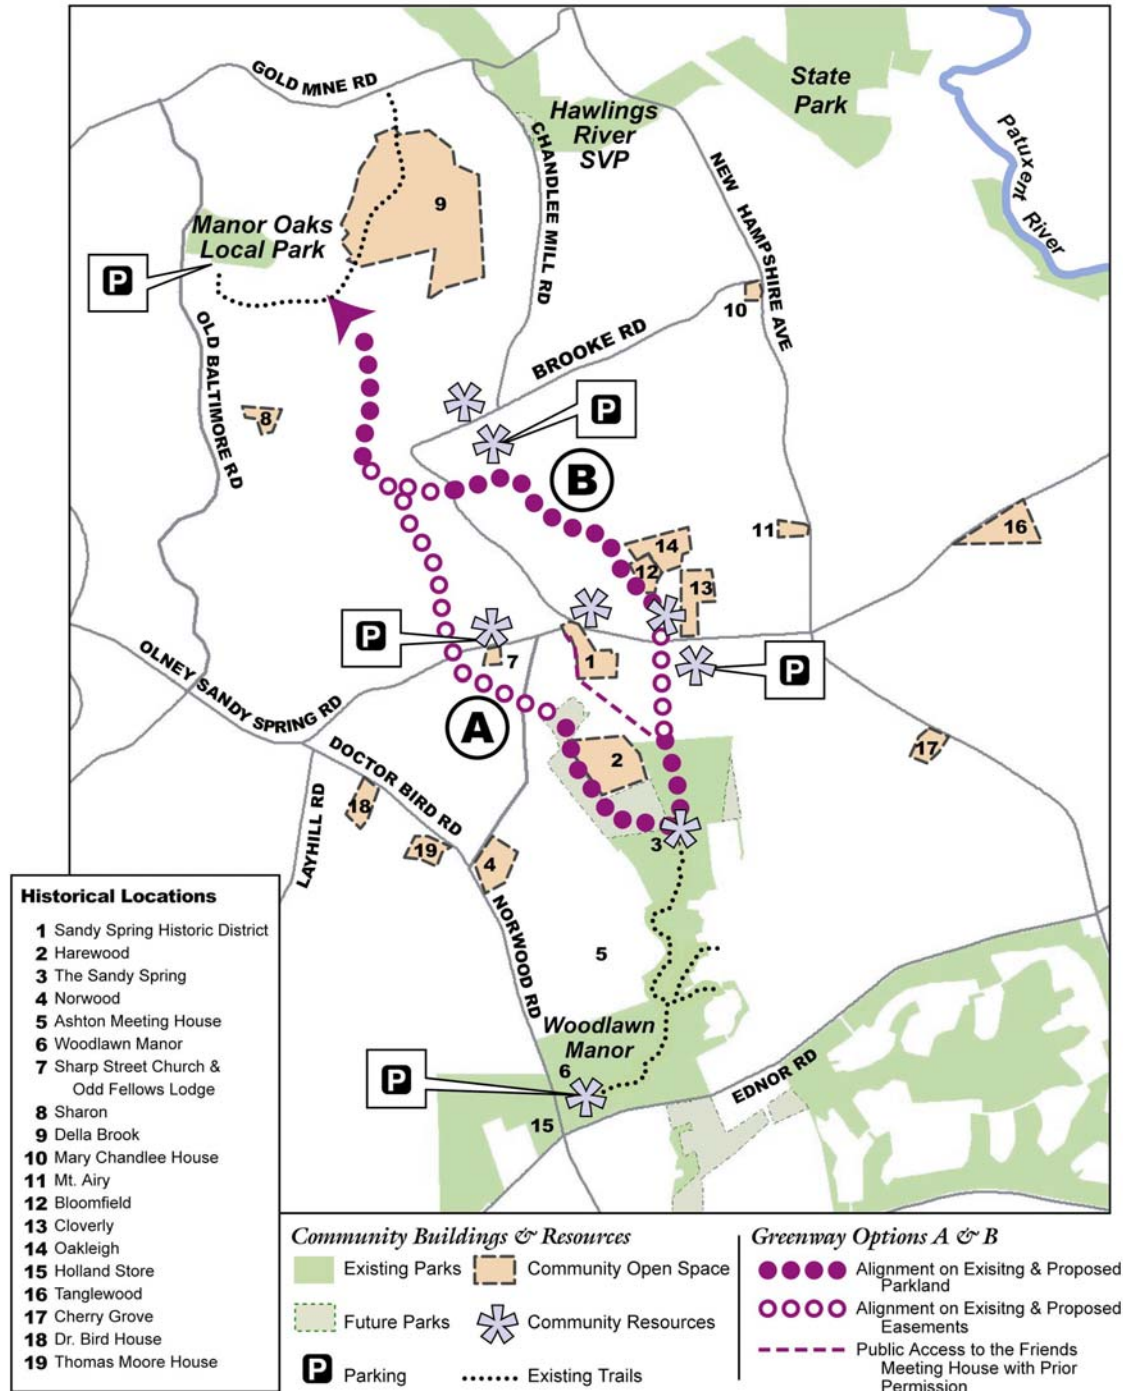 GOLD MINE RD
State
Park
Hawlings
River
SVP
Patuxent River
CHANDLEE MILL RD
NEW HAMPSHIRE AVE
9
Manor Oaks
Local Park
P
10
OLD BALTIMORE RD
BROOKE RD
P
8
B
16
11
14
12
13
P
7
1
P
OLNEY SANDY SPRING RD
A
2
17
DOCTOR BIRD RD
18
LAYHILL RD
19
4
3
NORWOOD RD
5
Woodlawn
Manor
6
P
EDNOR RD
15
Historical Locations
1 Sandy Spring Historic District
2 Harewood
3 The Sandy Spring
4 Norwood
5 Ashton Meeting House
6 Woodlawn Manor
7 Sharp Street Church &
Odd Fellows Lodge
8 Sharon
9 Della Brook
10 Mary Chandlee House
11 Mt. Airy
12 Bloomfield
13 Cloverly
14 Oakleigh
15 Holland Store
16 Tanglewood
17 Cherry Grove
18 Dr. Bird House
19 Thomas Moore House
Community Buildings & Resources
Existing Parks
Community Open Space
Future Parks
Community Resources
P Parking
Existing Trails
Greenway Options A & B
Alignment on Exisitng & Proposed
Parkland
Alignment on Exisitng & Proposed
Easements
Public Access to the Friends
Meeting House with Prior
Permission